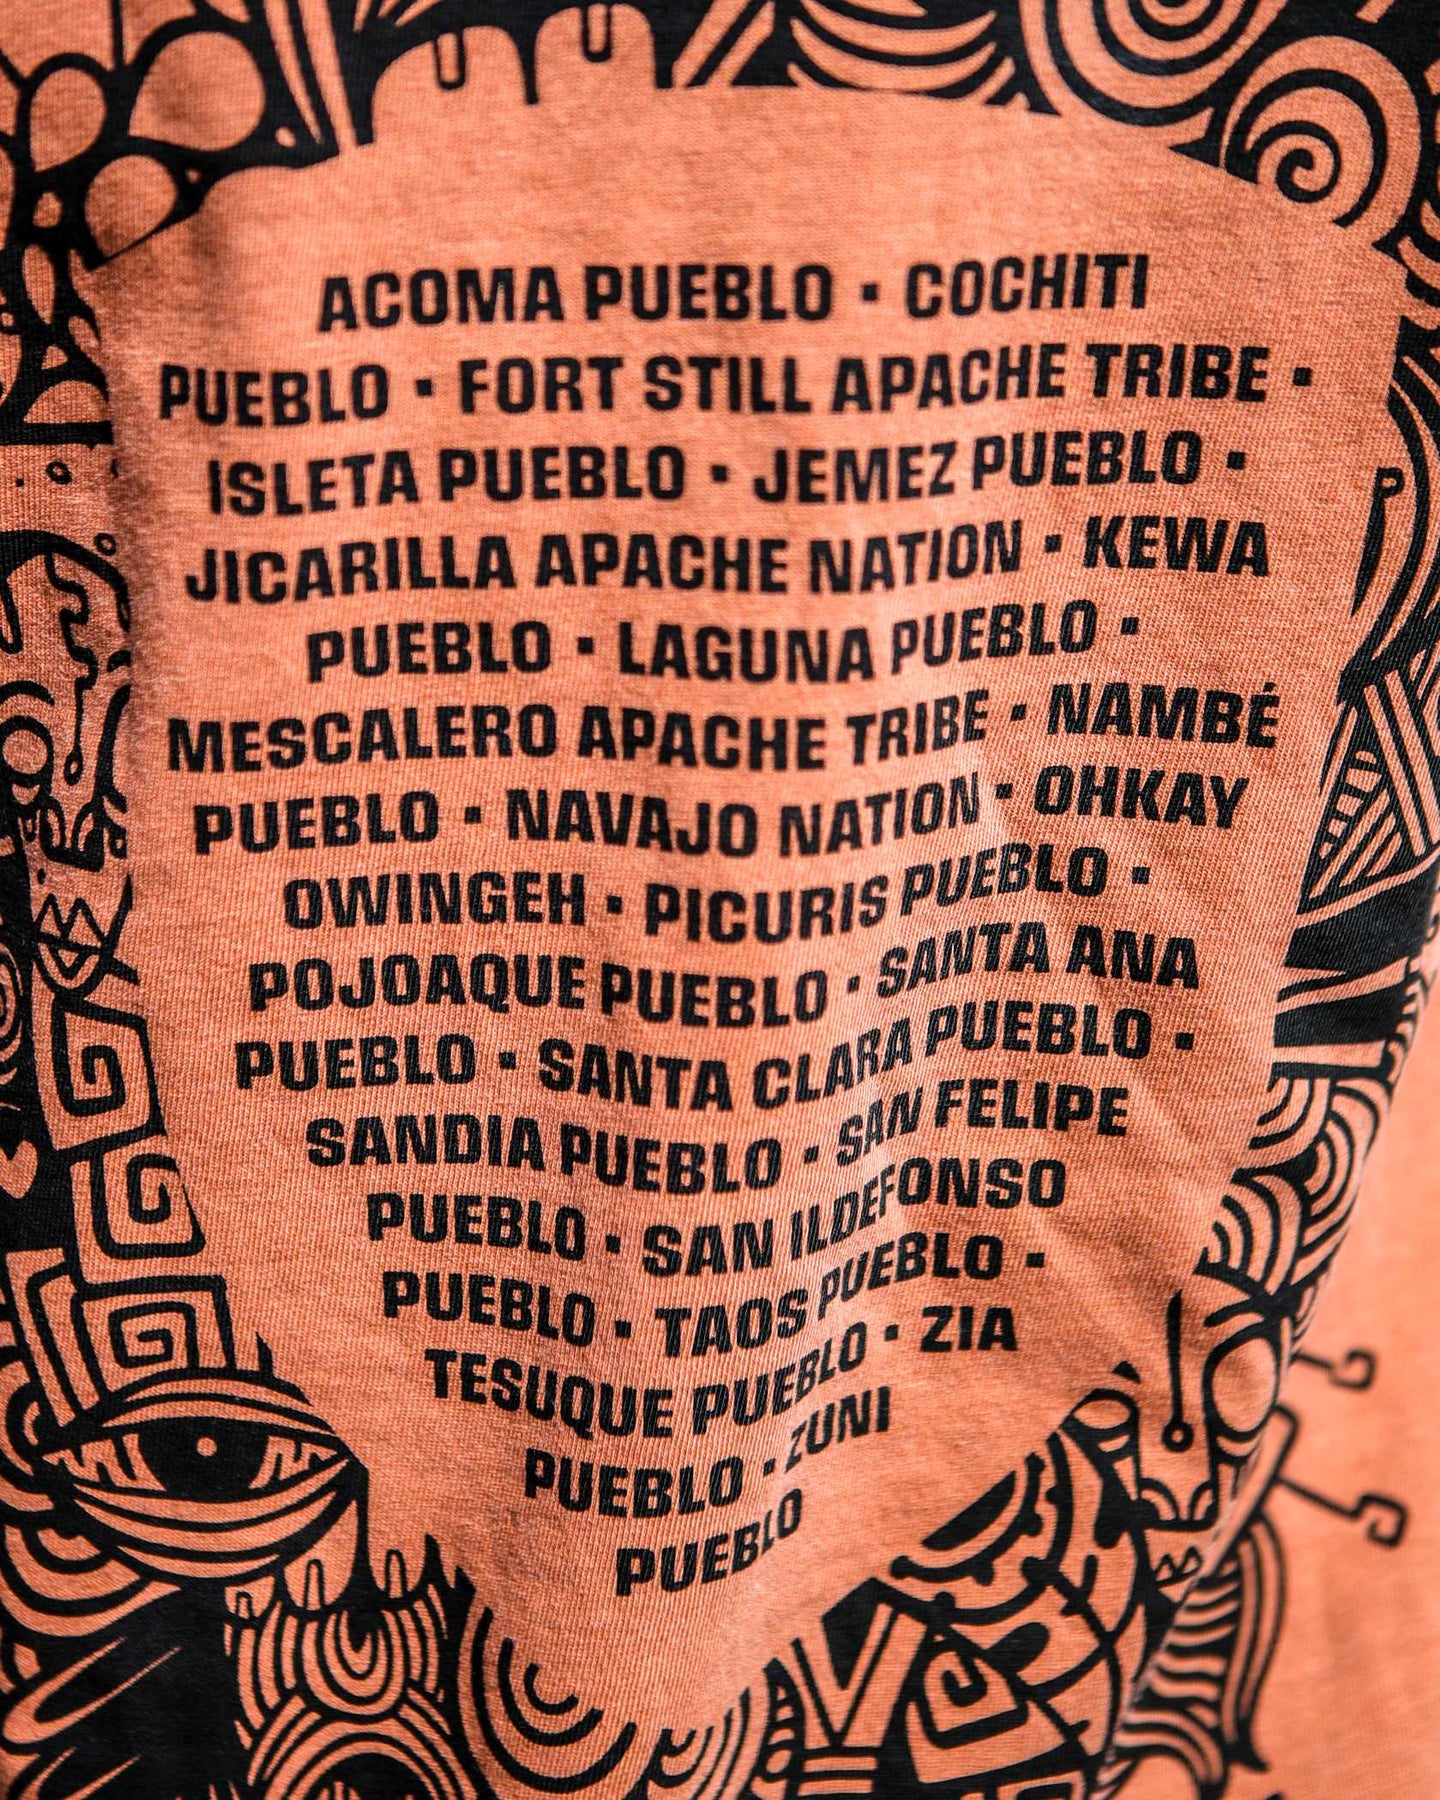 ACOMA PUEBLO · COCHITI
PUEBLO · FORT STILL APACHE TRIBE ·
ISLETA PUEBLO · JEMEZ PUEBLO ·
JICARILLA APACHE NATION · KEWA
PUEBLO · LAGUNA PUEBLO ·
MESCALERO APACHE TRIBE · NAMBÉ
PUEBLO · NAVAJO NATION · OHKAY
OWINGEH · PICURIS PUEBLO ·
POJOAQUE PUEBLO · SANTA ANA
PUEBLO · SANTA CLARA PUEBLO ·
SANDIA PUEBLO · SAN FELIPE
PUEBLO · SAN ILDEFONSO
PUEBLO · TAOS PUEBLO ·
TESUQUE PUEBLO · ZIA
PUEBLO · ZUNI
PUEBLO